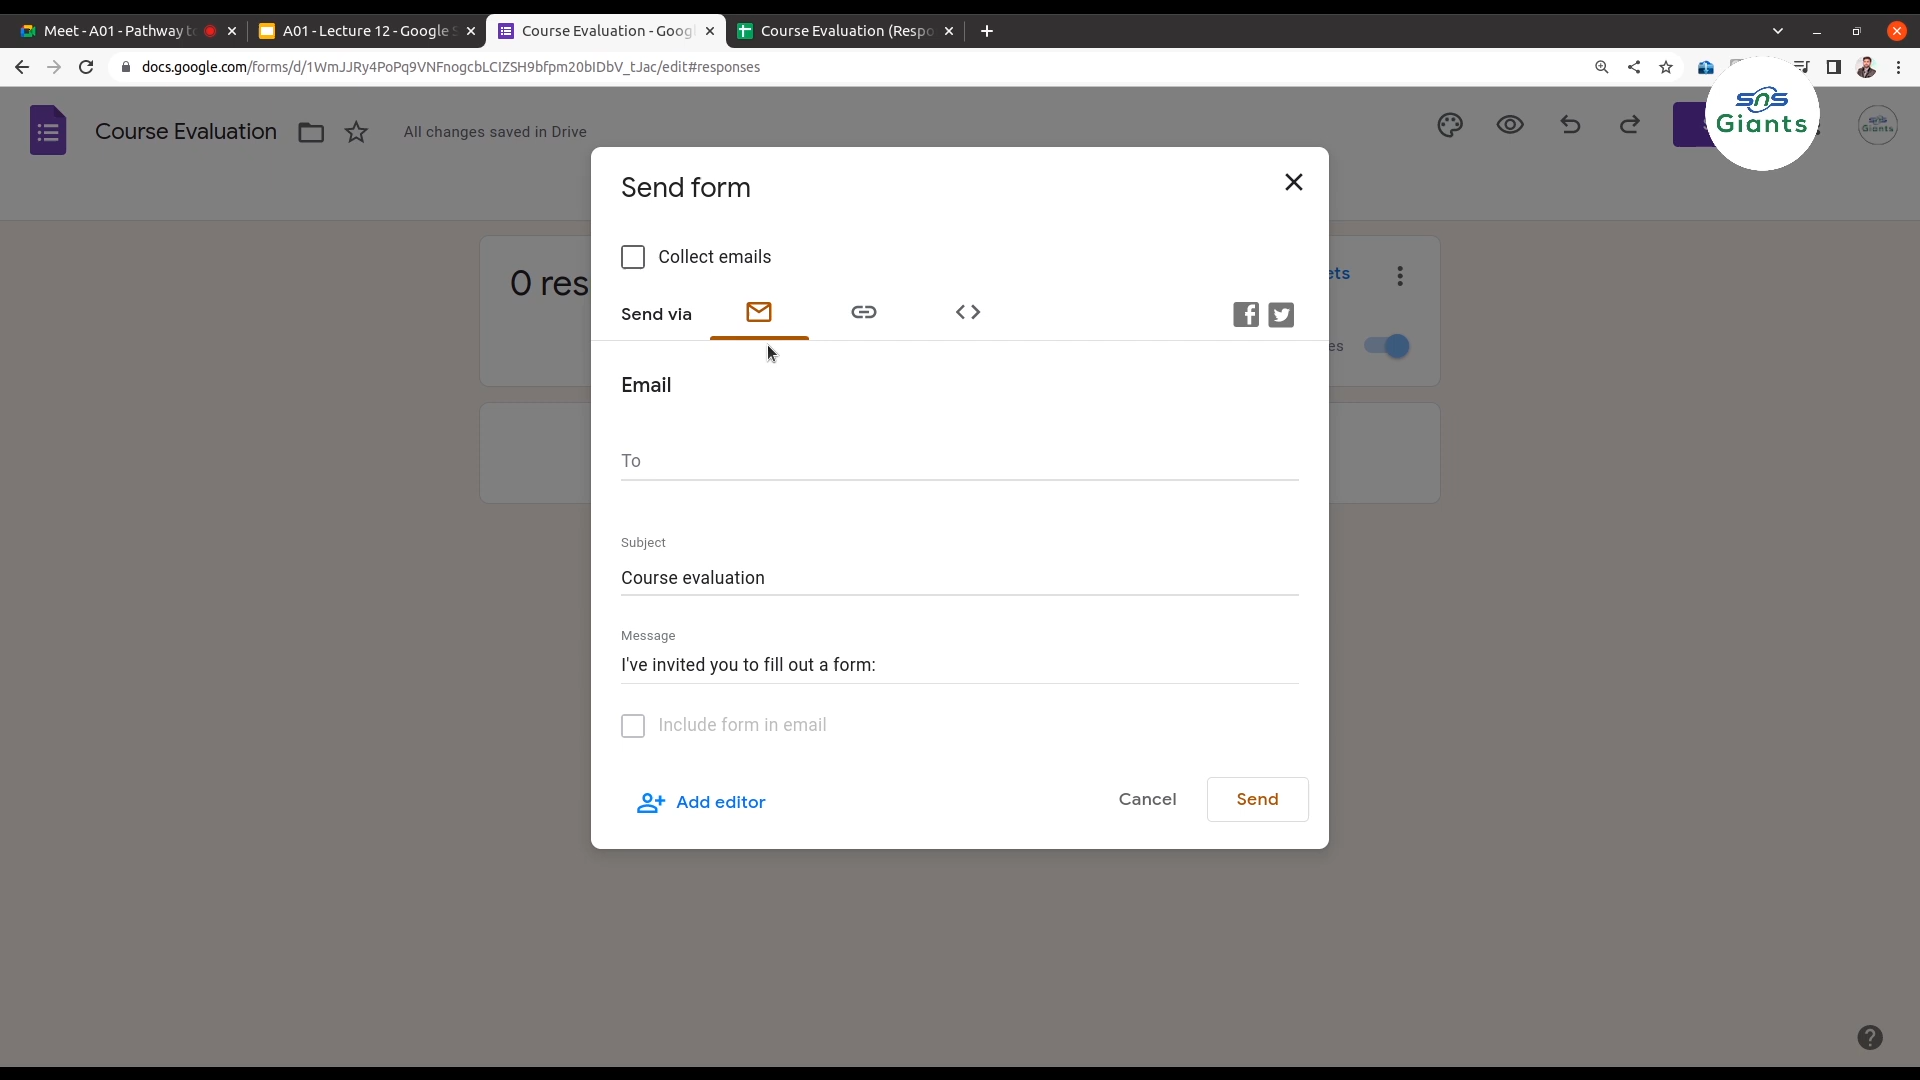 Meet - A01 - Pathway t
A01 - Lecture 12 - Google S
Course Evaluation - Goog
Course Evaluation (Respo
docs.google.com/forms/d/1WmJJRy4PoPq9VNFnogcbLCIZSH9bfpm20bIDbV_tJac/edit#responses
sns
Giants
Course Evaluation
All changes saved in Drive
Giants
Send form
Collect emails
0 res
ets
Send via
es
Email
To
Subject
Course evaluation
Message
I've invited you to fill out a form:
Include form in email
Add editor
Cancel
Send